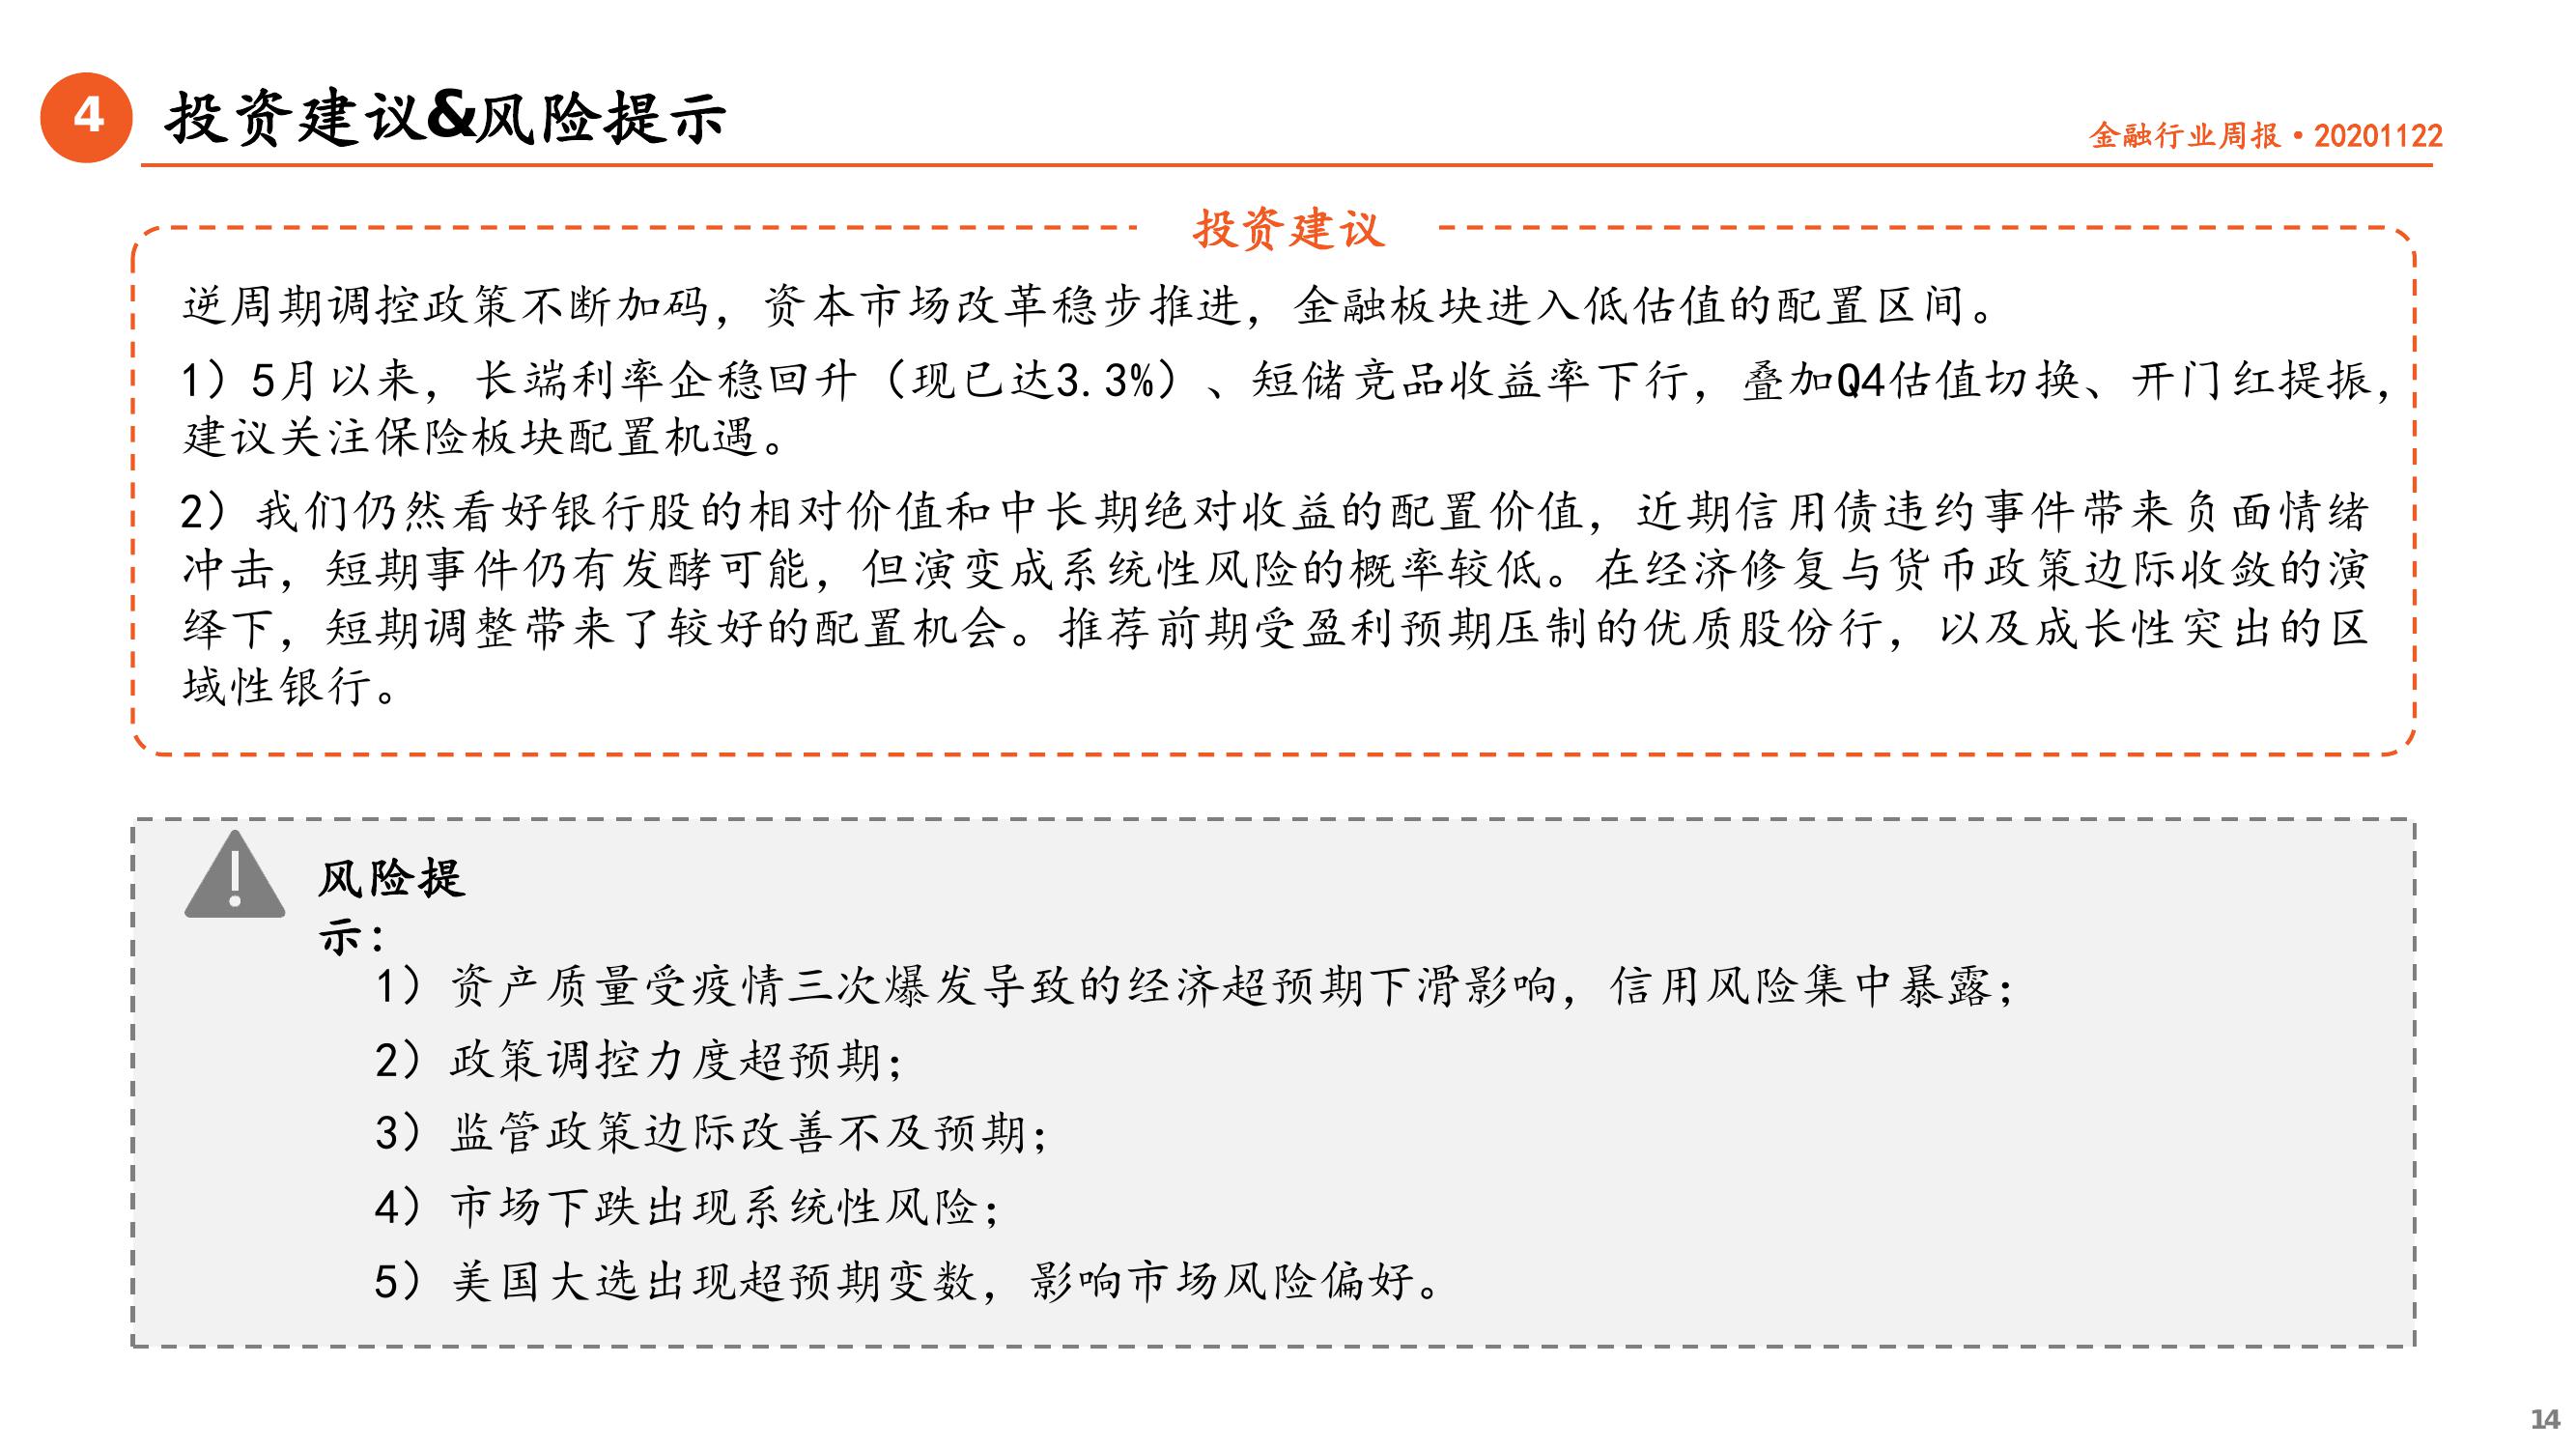 4
投资建议&风险提示
金融行业周报·20201122
投资建议
逆周期调控政策不断加码，资本市场改革稳步推进，金融板块进入低估值的配置区间。
1）5月以来，长端利率企稳回升（现已达3.3%）、短储竞品收益率下行，叠加Q4估值切换、开门红提振，
建议关注保险板块配置机遇。
2）我们仍然看好银行股的相对价值和中长期绝对收益的配置价值，近期信用债违约事件带来负面情绪
冲击，短期事件仍有发酵可能，但演变成系统性风险的概率较低。在经济修复与货币政策边际收敛的演
绎下，短期调整带来了较好的配置机会。推荐前期受盈利预期压制的优质股份行，以及成长性突出的区
域性银行。
风险提
示：
1）资产质量受疫情三次爆发导致的经济超预期下滑影响，信用风险集中暴露；
2）政策调控力度超预期；
3）监管政策边际改善不及预期；
4）市场下跌出现系统性风险；
5）美国大选出现超预期变数，影响市场风险偏好。
14